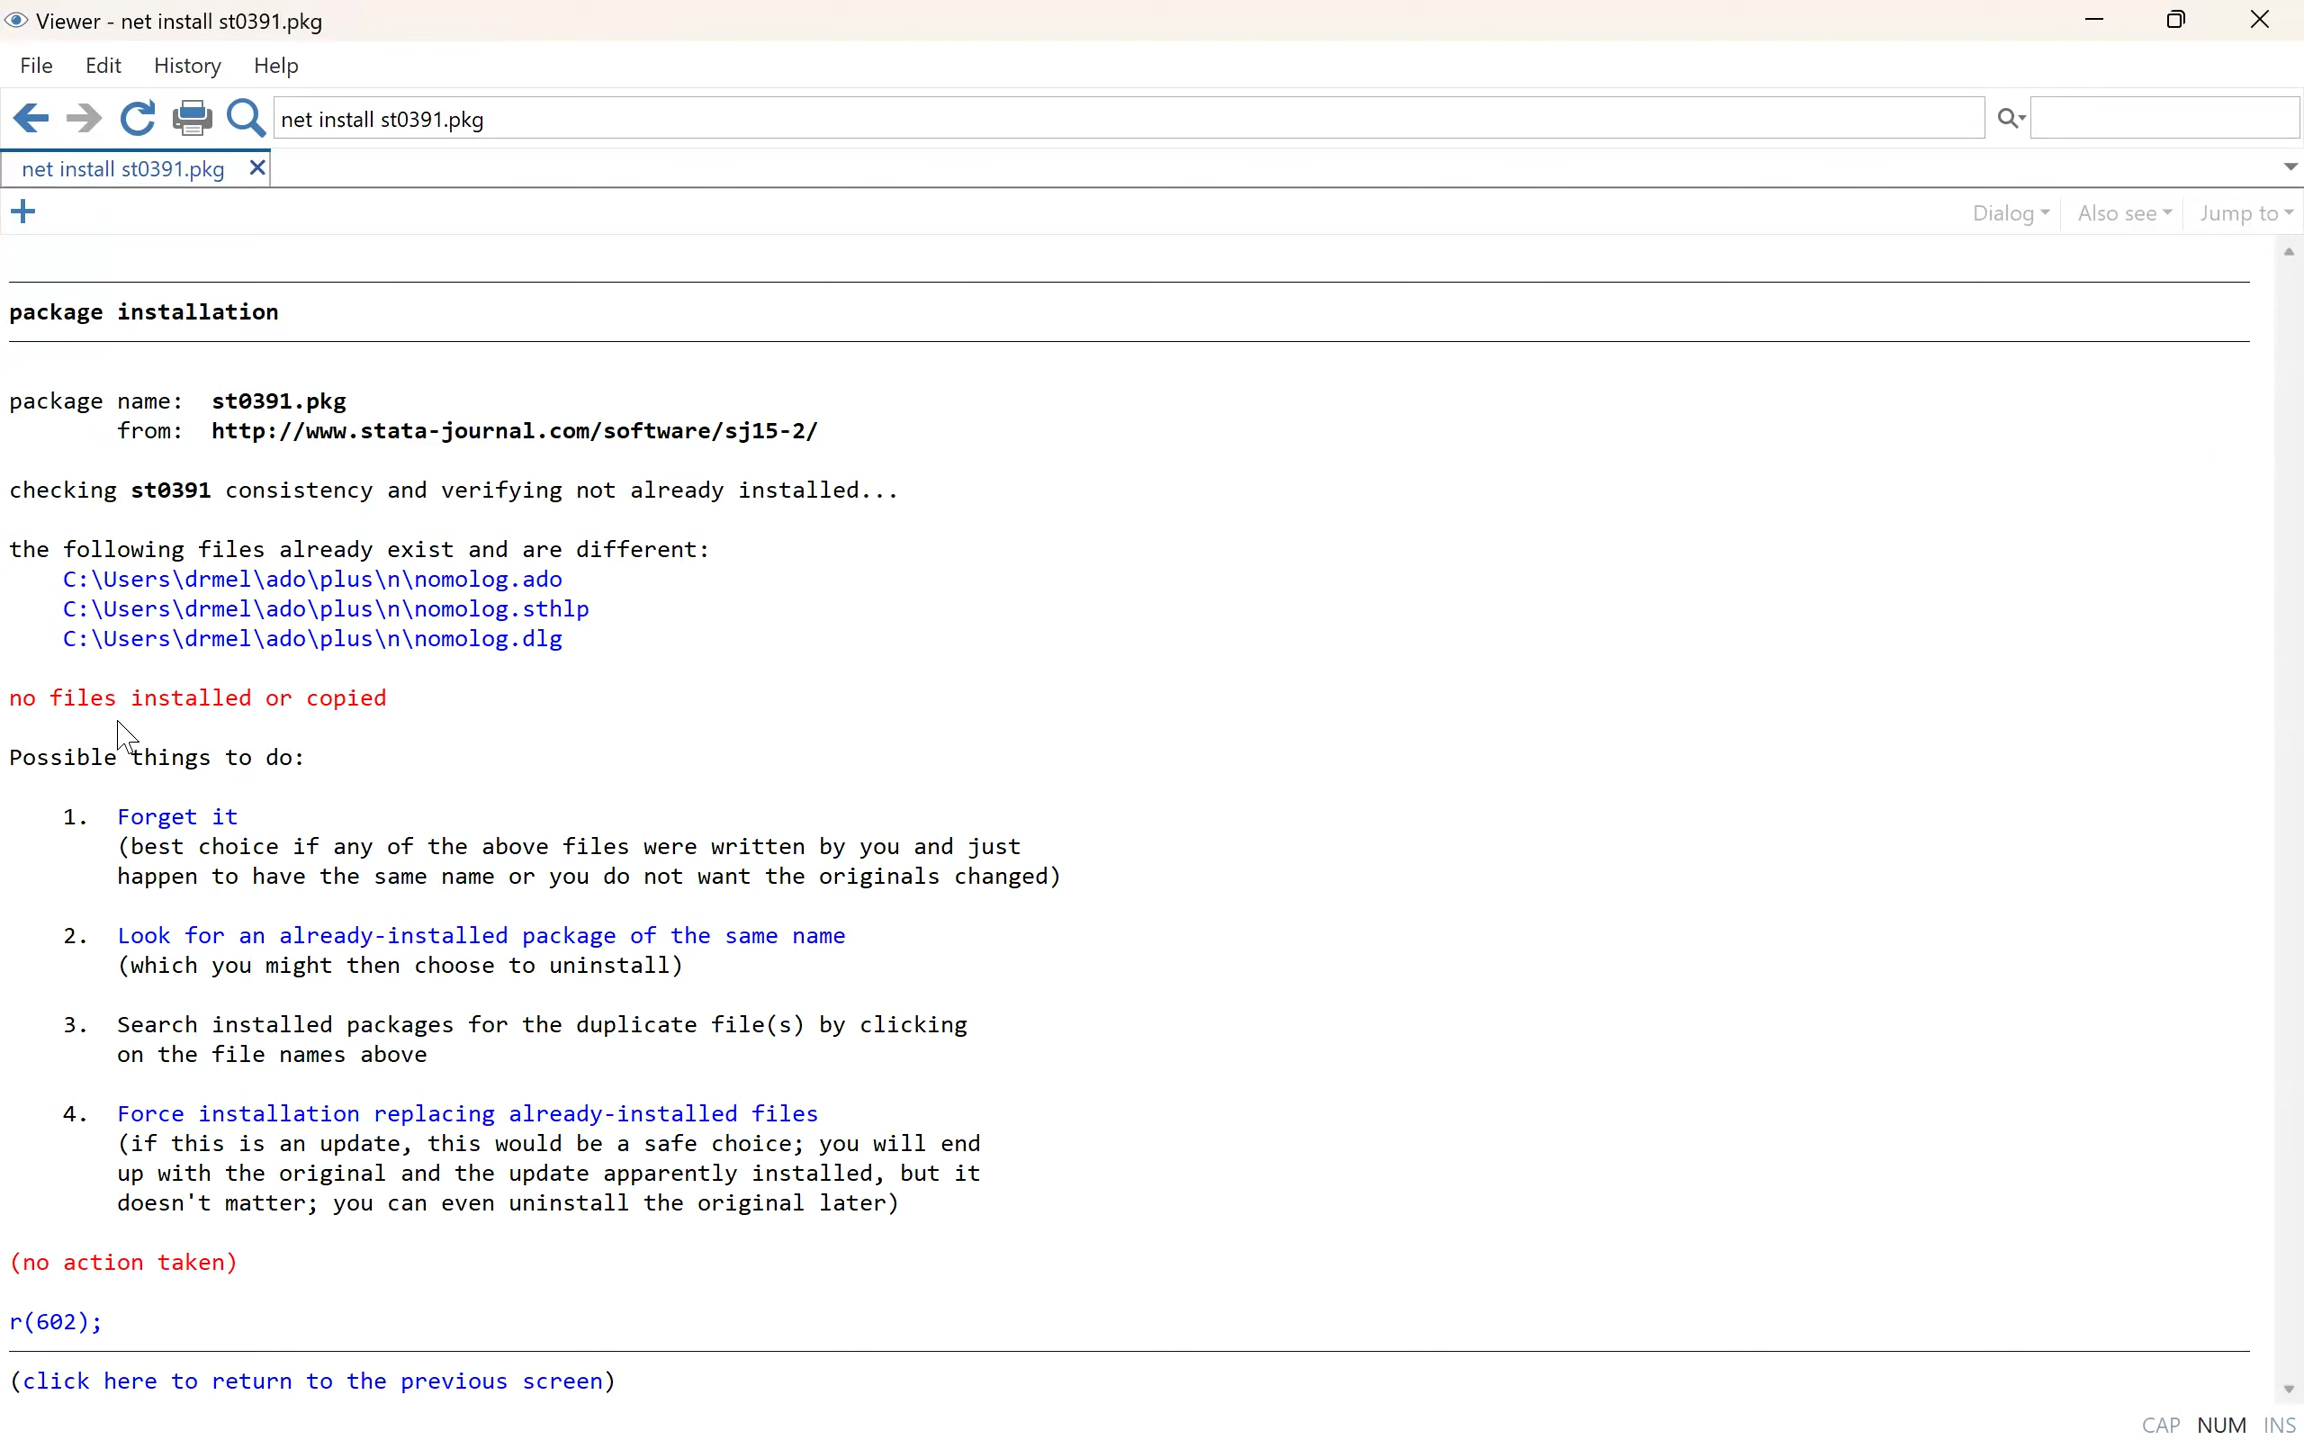 Viewer - net install st0391.pkg
File Edit History Help
net install st0391.pkg
net install st0391.pkg
Dialog Also see Jump to
package installation
package name: st0391.pkg
from: http://www.stata-journal.com/software/sj15-2/
checking st0391 consistency and verifying not already installed...
the following files already exist and are different:
C:\Users\drmel\ado\plus\n\nomolog.ado
C:\Users\drmel\ado\plus\n\nomolog.sthlp
C:\Users\drmel\ado\plus\n\nomolog.dlg
no files installed or copied
Possible things to do:
1. Forget it
(best choice if any of the above files were written by you and just
happen to have the same name or you do not want the originals changed)
2. Look for an already-installed package of the same name
(which you might then choose to uninstall)
3. Search installed packages for the duplicate file(s) by clicking
on the file names above
4. Force installation replacing already-installed files
(if this is an update, this would be a safe choice; you will end
up with the original and the update apparently installed, but it
doesn't matter; you can even uninstall the original later)
(no action taken)
r(602);
(click here to return to the previous screen)
CAP NUM INS